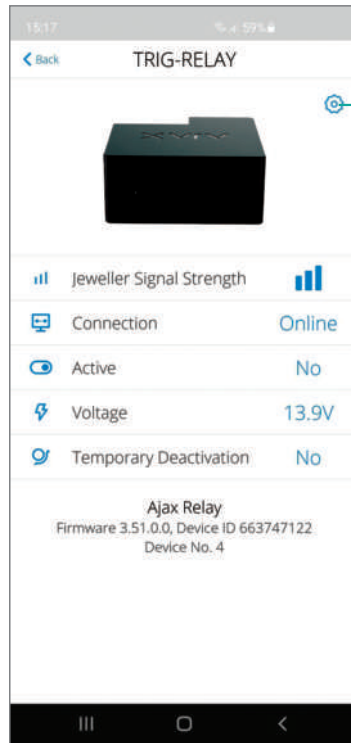 15:17 59%
Back TRIG-RELAY
AJAX
Jeweller Signal Strength
Connection Online
Active No
Voltage 13.9V
Temporary Deactivation No
Ajax Relay
Firmware 3.51.0.0, Device ID 663747122
Device No. 4